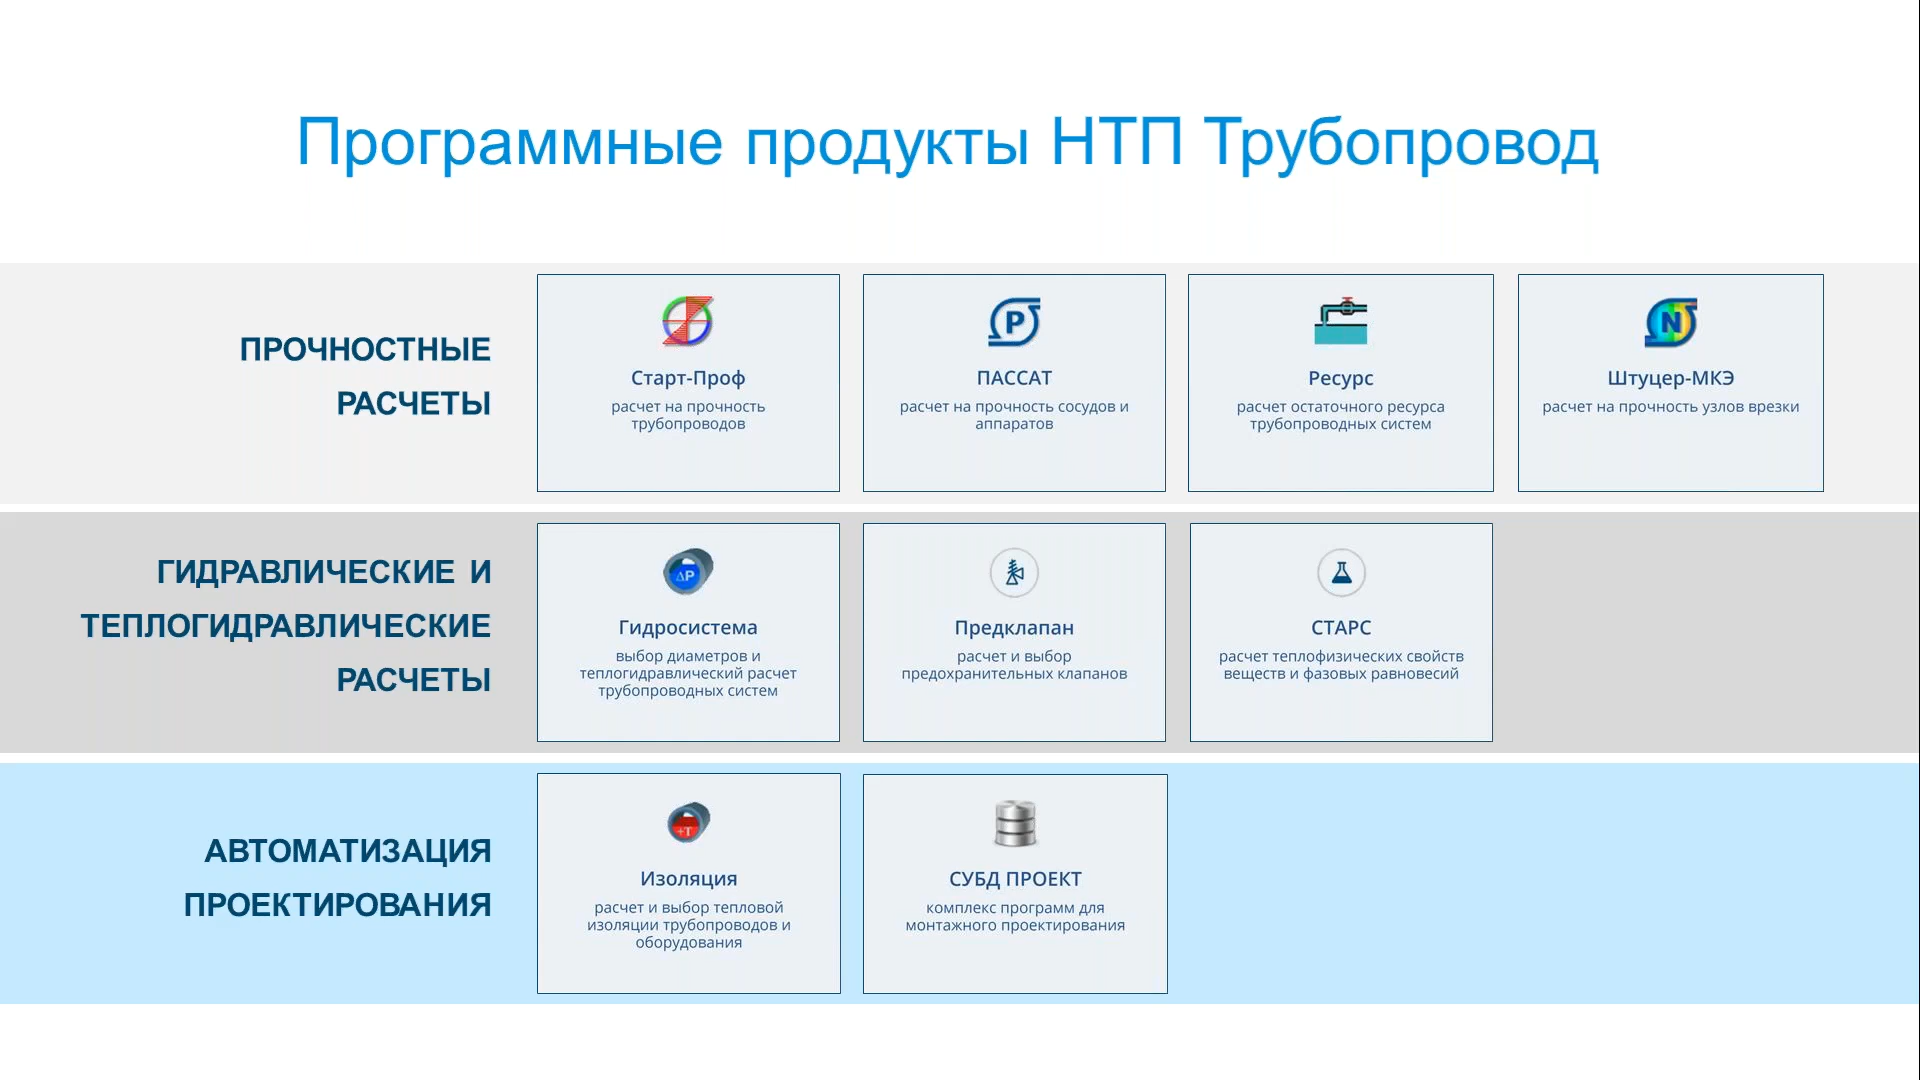 Программные продукты НТП Трубопровод
ПРОЧНОСТНЫЕ
РАСЧЕТЫ
P
N
Старт-Проф
расчет на прочность
трубопроводов
ПАССАТ
расчет на прочность сосудов и
аппаратов
Ресурс
расчет остаточного ресурса
трубопроводных систем
Штуцер-МКЭ
расчет на прочность узлов врезки
ГИДРАВЛИЧЕСКИЕ И
ТЕПЛОГИДРАВЛИЧЕСКИЕ
РАСЧЕТЫ
ΔP
Гидросистема
выбор диаметров и
теплогидравлический расчет
трубопроводных систем
Предклапан
расчет и выбор
предохранительных клапанов
СТАРС
расчет теплофизических свойств
веществ и фазовых равновесий
АВТОМАТИЗАЦИЯ
ПРОЕКТИРОВАНИЯ
+T
Изоляция
расчет и выбор тепловой
изоляции трубопроводов и
оборудования
СУБД ПРОЕКТ
комплекс программ для
монтажного проектирования